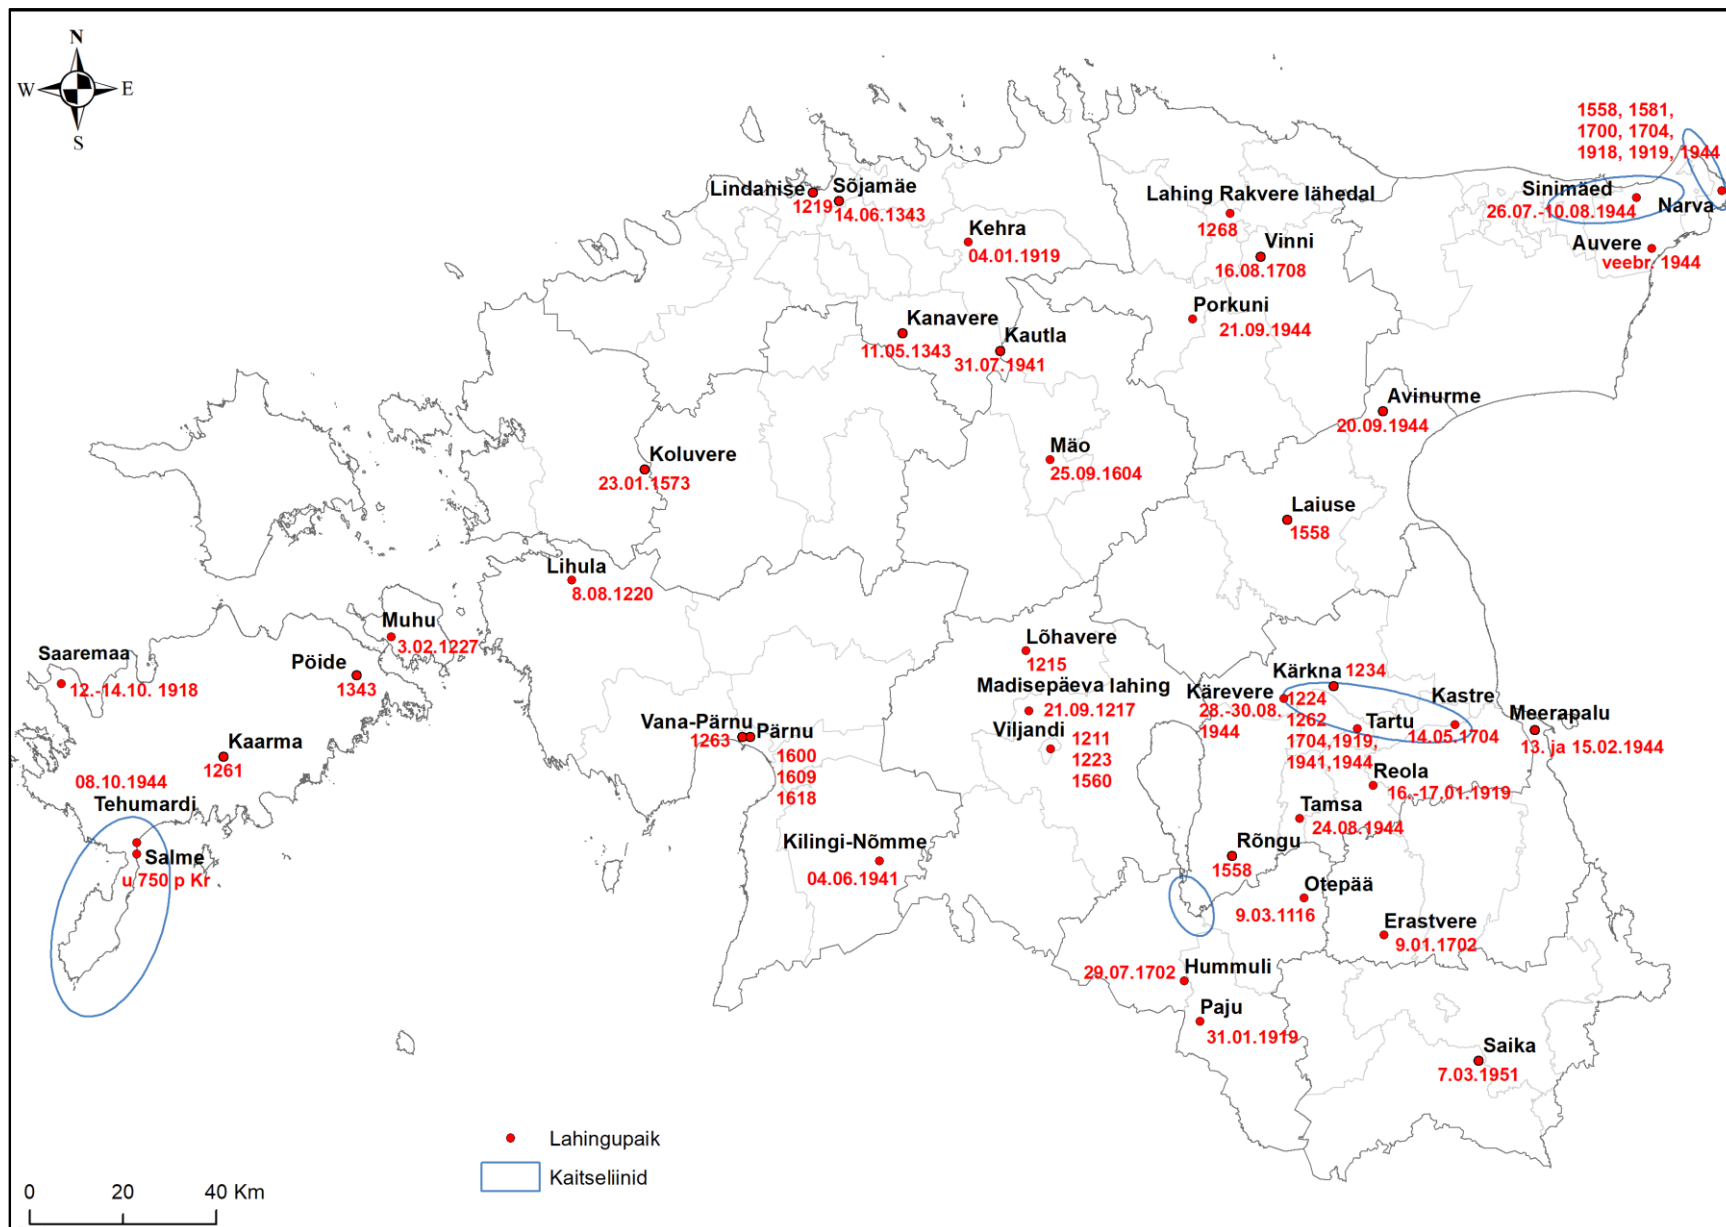 N
W
E
S
1558, 1581,
1700, 1704,
1918, 1919, 1944
Lindanise
1219
Sõjamäe
14.06.1343
Lahing Rakvere lähedal
1268
Sinimäed
26.07.-10.08.1944
Narva
Kehra
04.01.1919
Vinni
16.08.1708
Auvere
veebr. 1944
Kanavere
11.05.1343
Kautla
31.07.1941
Porkuni
21.09.1944
Avinurme
20.09.1944
Koluvere
23.01.1573
Mäo
25.09.1604
Laiuse
1558
Lihula
8.08.1220
Muhu
3.02.1227
Saaremaa
12.-14.10. 1918
Pöide
1343
Lõhavere
1215
Madisepäeva lahing
21.09.1217
Viljandi
1211
1223
1560
Kärkna 1234
Kärevere
28.-30.08.
1944
1224
1262
1704,1919,
1941,1944
Tartu
Kastre
14.05.1704
Meerapalu
13. ja 15.02.1944
Vana-Pärnu
1263
Pärnu
1600
1609
1618
Kaarma
1261
08.10.1944
Tehumardi
Reola
16.-17.01.1919
Tamsa
24.08.1944
Salme
u 750 p Kr
Kilingi-Nõmme
04.06.1941
Rõngu
1558
Otepää
9.03.1116
Erastvere
9.01.1702
29.07.1702
Hummuli
Paju
31.01.1919
Saika
7.03.1951
Lahingupaik
Kaitseliinid
0 20 40 Km